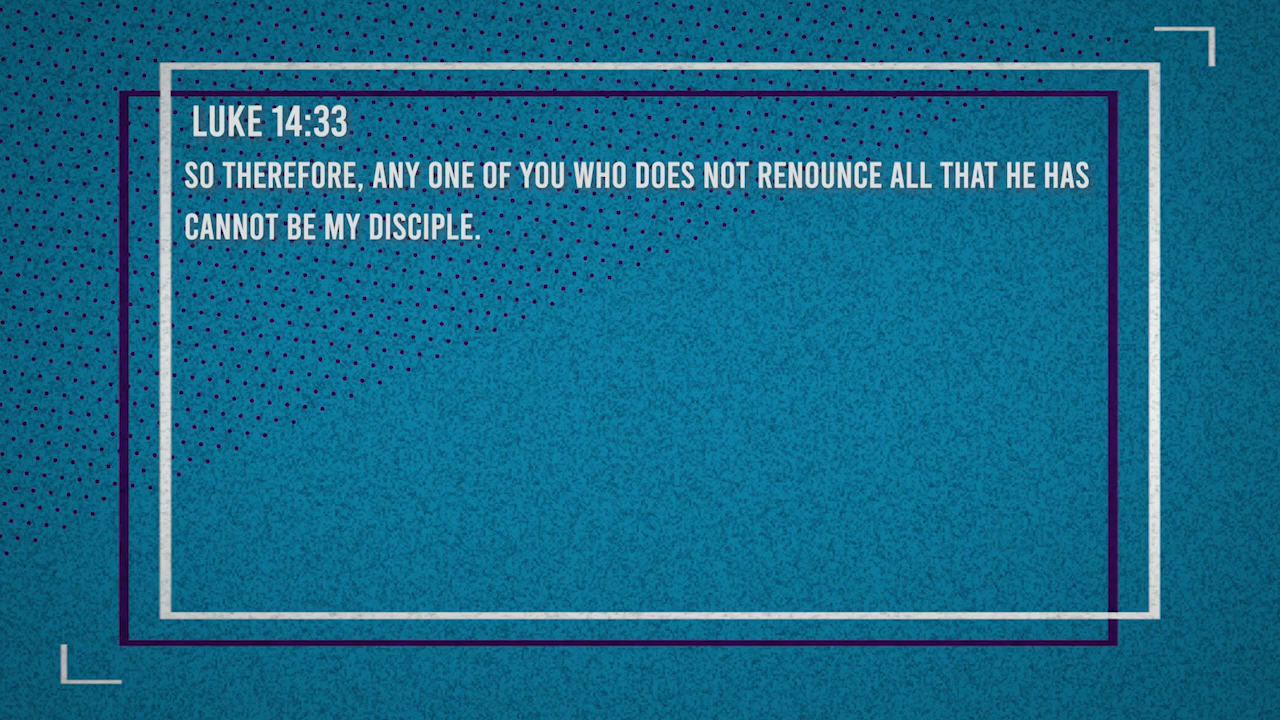 LUKE 14:33
SO THEREFORE, ANY ONE OF YOU WHO DOES NOT RENOUNCE ALL THAT HE HAS
CANNOT BE MY DISCIPLE.